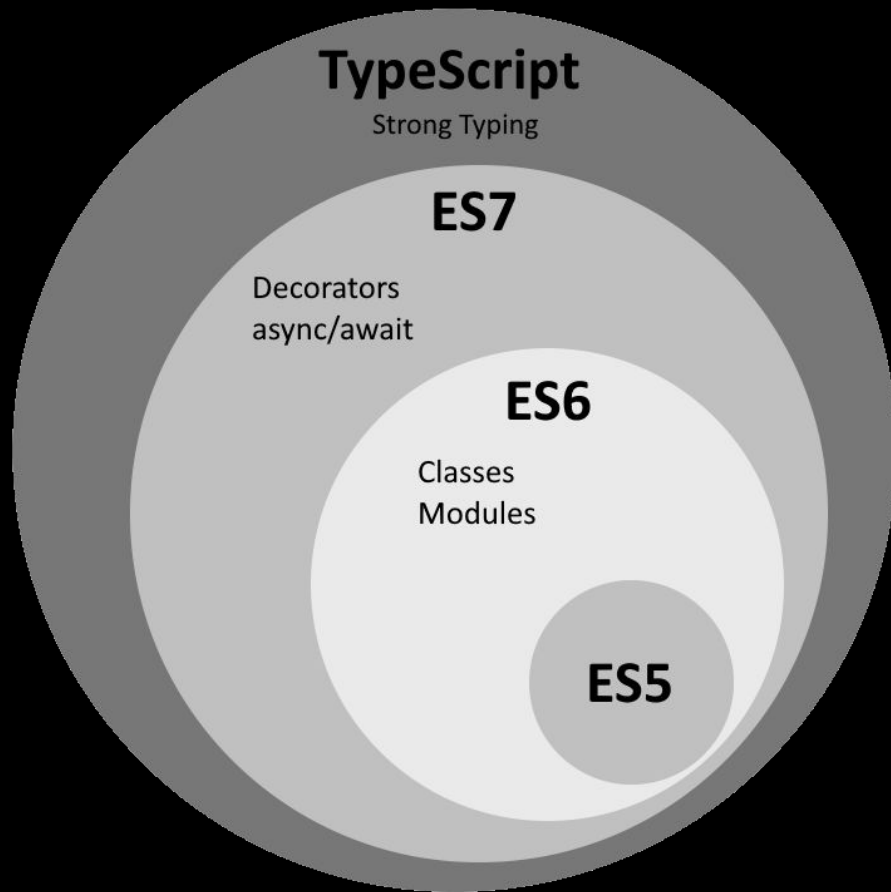 TypeScript
Strong Typing
ES7
Decorators
async/await
ES6
Classes
Modules
ES5